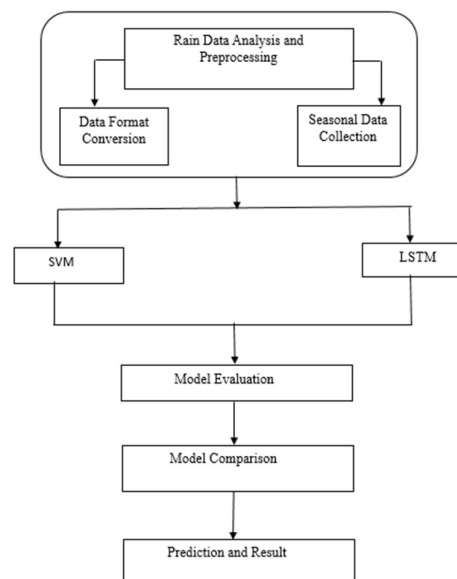 Rain Data Analysis and
Preprocessing
Data Format
Conversion
Seasonal Data
Collection
SVM
LSTM
Model Evaluation
Model Comparison
Prediction and Result